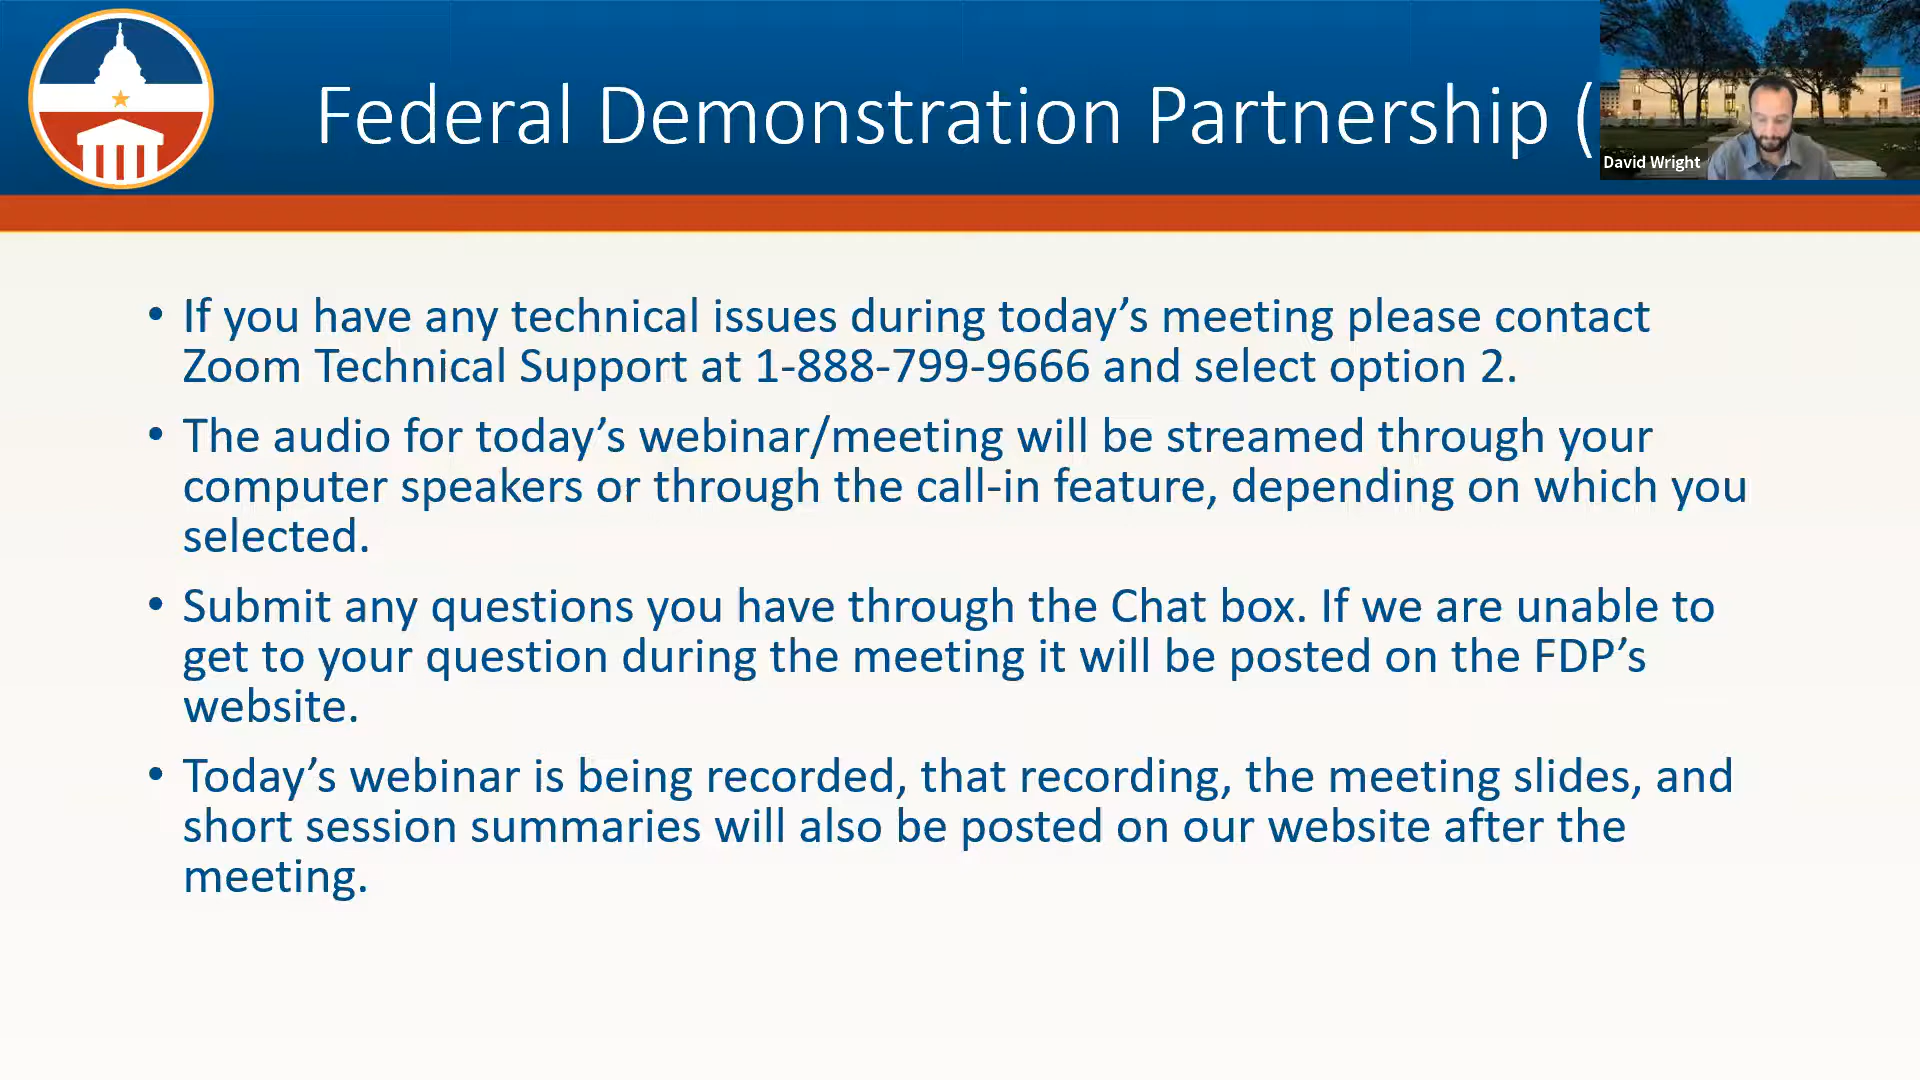 Federal Demonstration Partnership (
David Wright
• If you have any technical issues during today’s meeting please contact
Zoom Technical Support at 1-888-799-9666 and select option 2.
• The audio for today’s webinar/meeting will be streamed through your
computer speakers or through the call-in feature, depending on which you
selected.
• Submit any questions you have through the Chat box. If we are unable to
get to your question during the meeting it will be posted on the FDP’s
website.
• Today’s webinar is being recorded, that recording, the meeting slides, and
short session summaries will also be posted on our website after the
meeting.